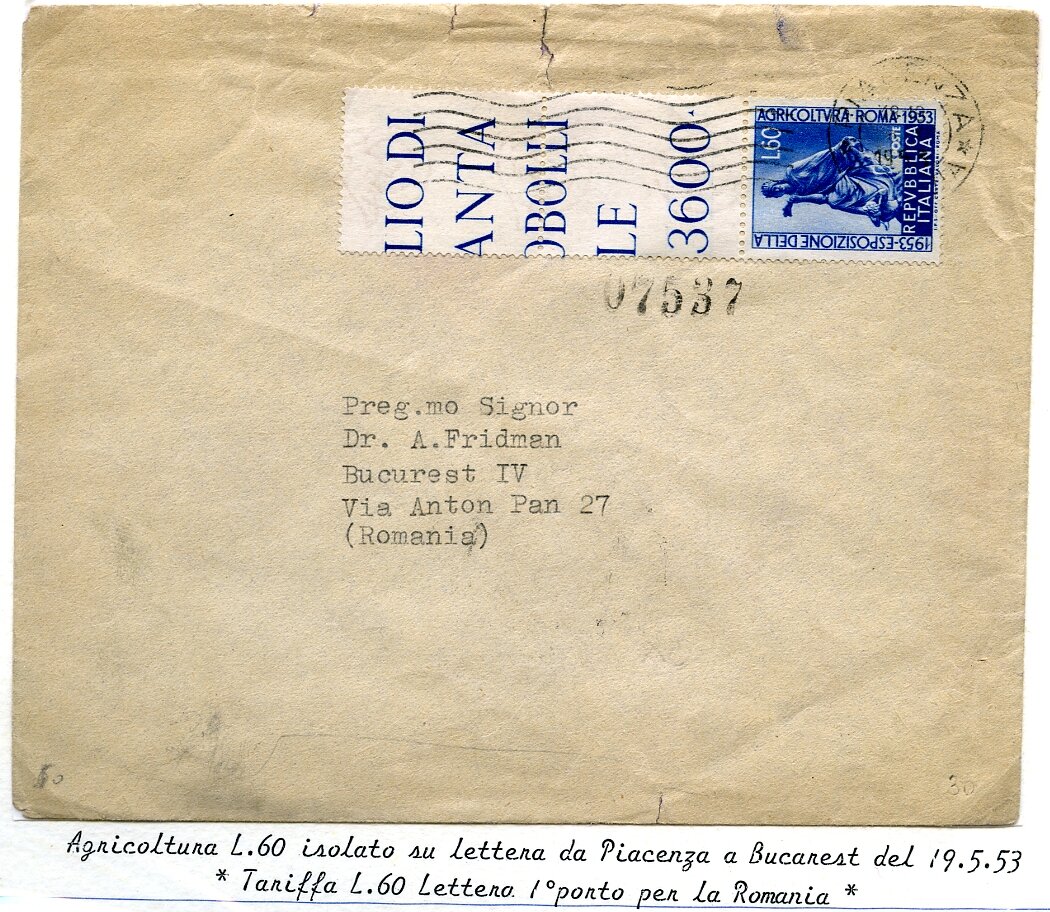 LIO DI
ANTA
OBOLLI
LE
3600
AGRICOLTVRA·ROMA·1953
L.60
POSTE
REPVBBLICA
ITALIANA
1953-ESPOSIZIONE DELLA
07537
Preg.mo Signor
Dr. A.Fridman
Bucurest IV
Via Anton Pan 27
(Romania)
30
Agricoltura L.60 isolato su lettera da Piacenza a Bucarest del 19.5.53
* Tariffa L.60 Lettera 1°porto per la Romania *